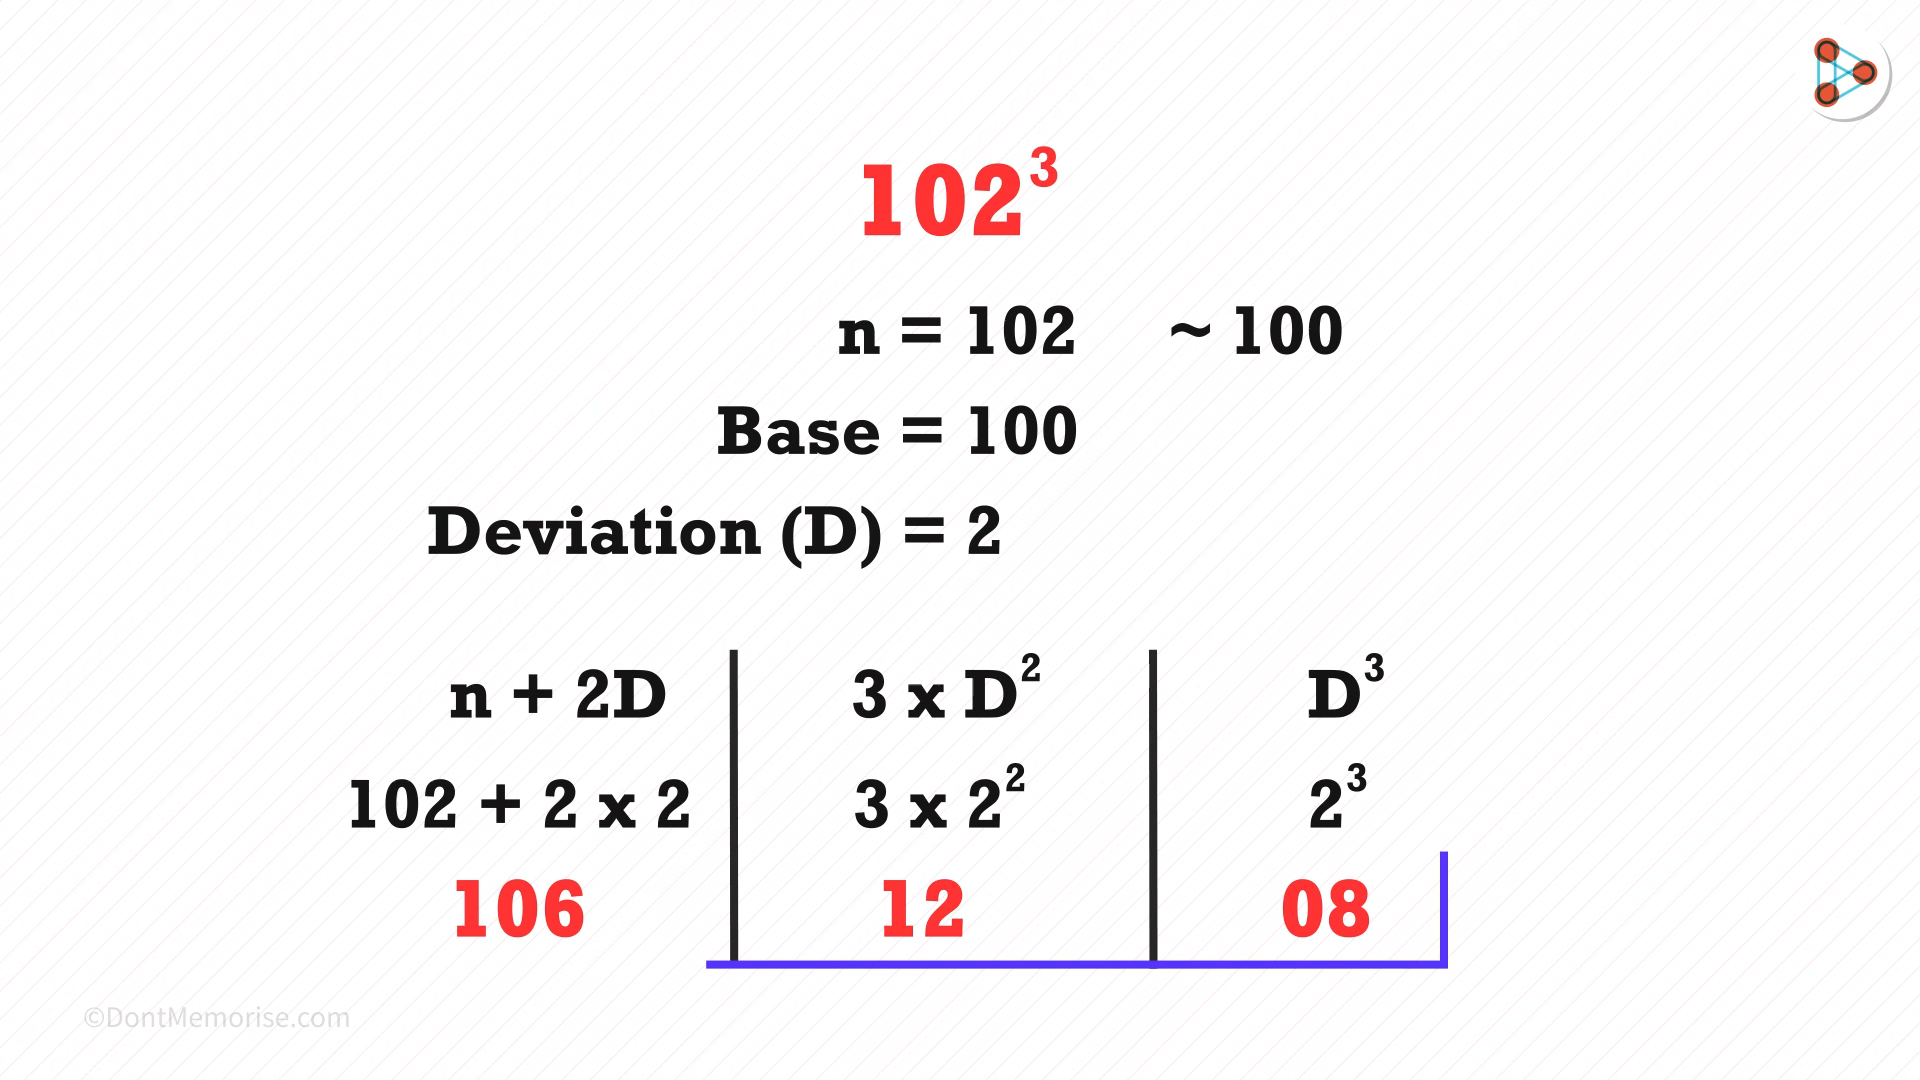 102³
n = 102 ~ 100
Base = 100
Deviation (D) = 2
n + 2D 3 x D² D³
102 + 2 x 2 3 x 2² 2³
106 12 08
©DontMemorise.com